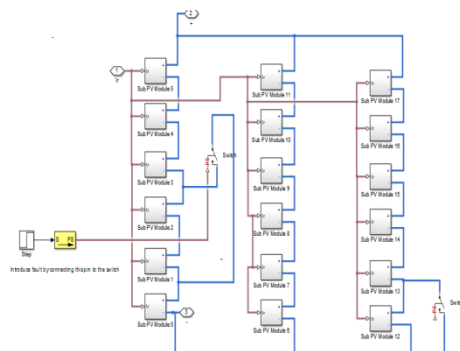 2
+
1
Ir
Sub PV Module 5
Sub PV Module 11
Sub PV Module 17
Sub PV Module 4
Sub PV Module 10
Sub PV Module 16
Switch
Sub PV Module 3
Sub PV Module 9
Sub PV Module 15
Sub PV Module 2
Sub PV Module 8
Sub PV Module 14
S PS
Step
Introduce fault by connecting this pin to the switch
Sub PV Module 1
Sub PV Module 7
Sub PV Module 13
3
-
Sub PV Module 0
Sub PV Module 6
Sub PV Module 12